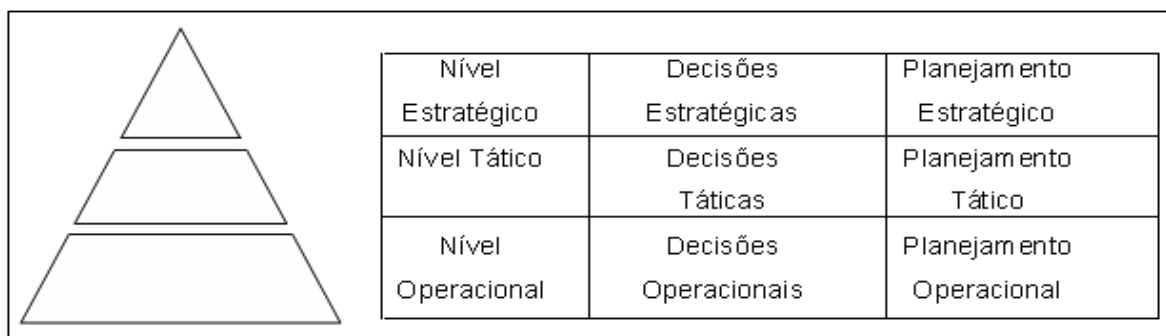 Nível Decisões Planejamento
Estratégico Estratégicas Estratégico
Nível Tático Decisões Planejamento
Táticas Tático
Nível Decisões Planejamento
Operacional Operacionais Operacional